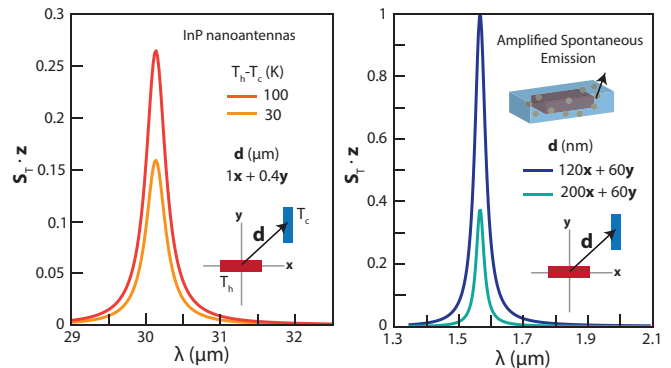 0.3
0.25
0.2
0.15
0.1
0.05
0
S_T · z
InP nanoantennas
T_h-T_c (K)
100
30
d (μm)
1x + 0.4y
y
T_c
d
x
T_h
29
30
31
32
λ (μm)
1
0.8
0.6
0.4
0.2
0
S_T · z
Amplified Spontaneous
Emission
d (nm)
120x + 60y
200x + 60y
y
d
x
1.3
1.5
1.7
1.9
2.1
λ (μm)